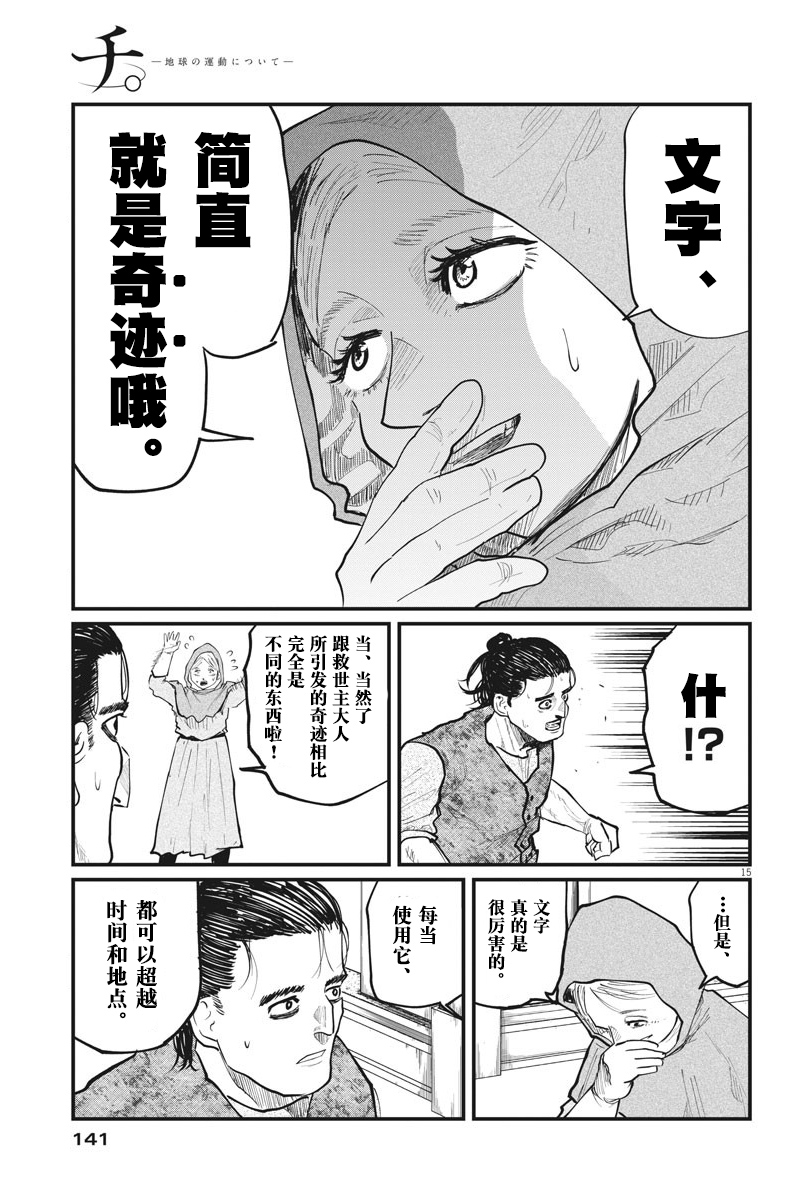 チ。
―地球の運動について―
文字、
简直
就是奇迹哦。
什
!?
当、当然了
跟救世主大人
所引发的奇迹相比
完全是
不同的东西啦！
15
…但是、
文字
真的是
很厉害的。
每当
使用它、
都可以超越
时间和地点。
141